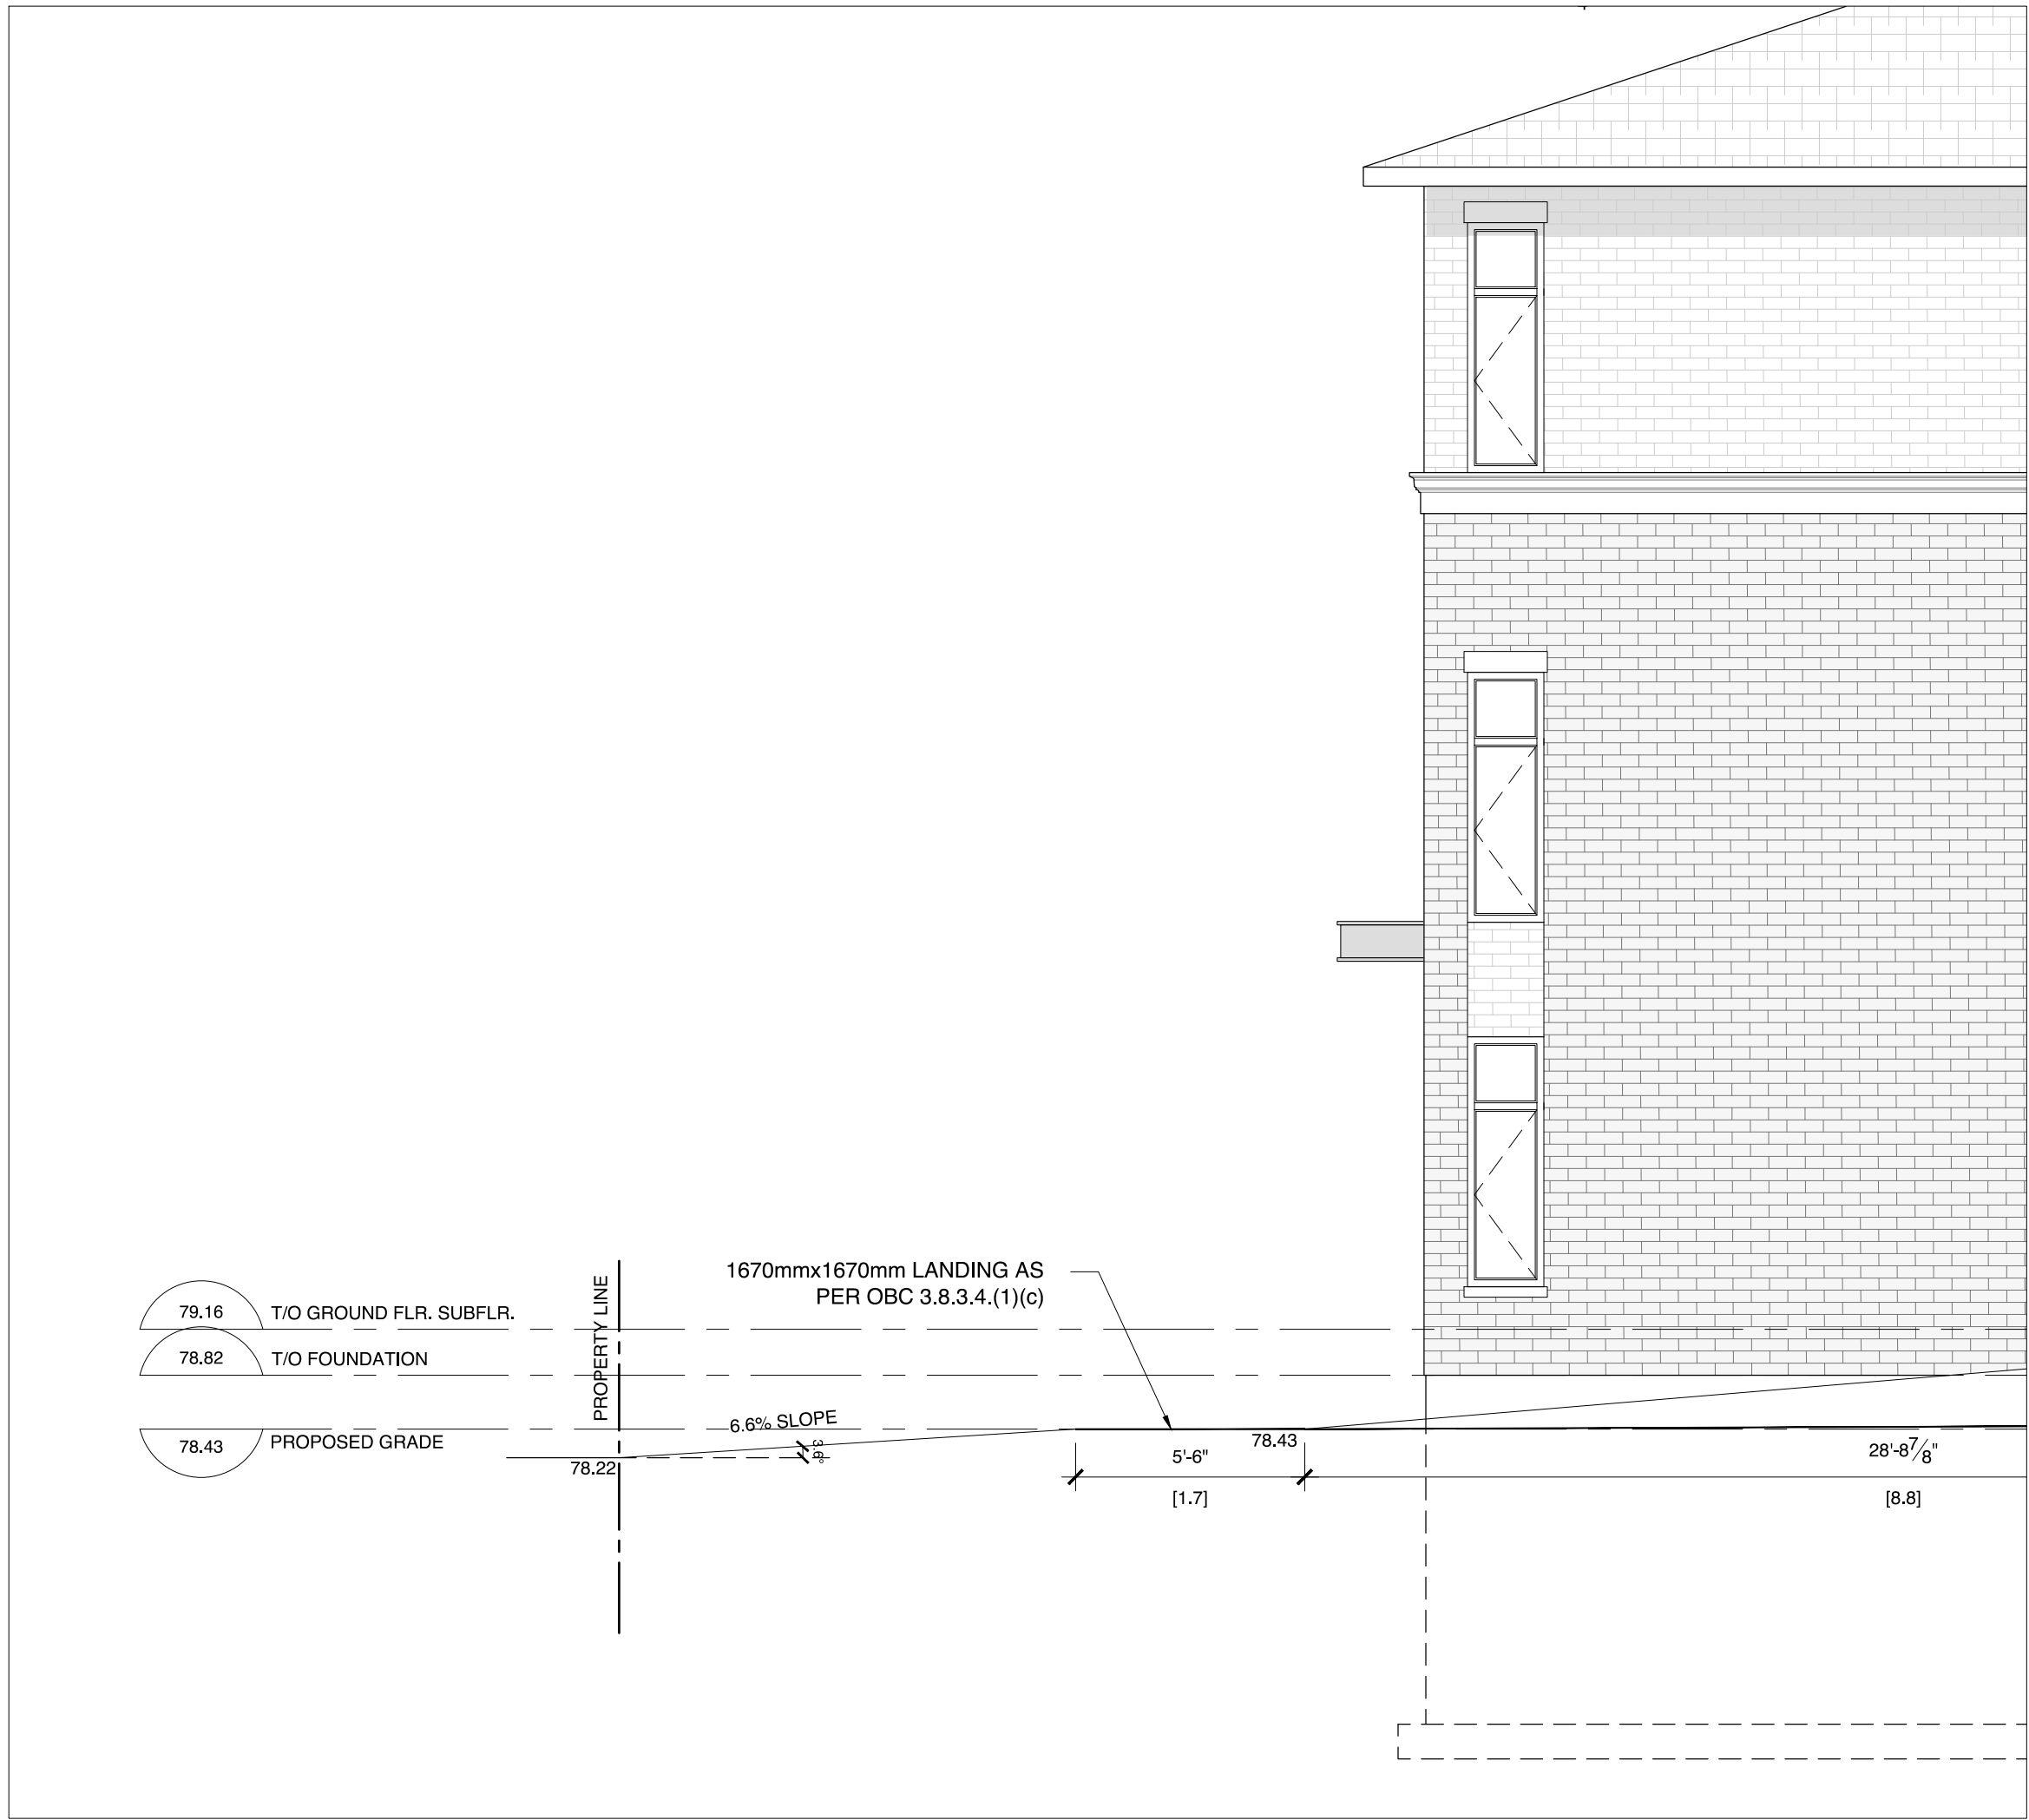 1670mmx1670mm LANDING AS
PER OBC 3.8.3.4.(1)(c)
79.16 T/O GROUND FLR. SUBFLR.
78.82 T/O FOUNDATION
78.43 PROPOSED GRADE
PROPERTY LINE
6.6% SLOPE
3.6°
78.22
78.43
5'-6"
[1.7]
28'-8 7/8"
[8.8]